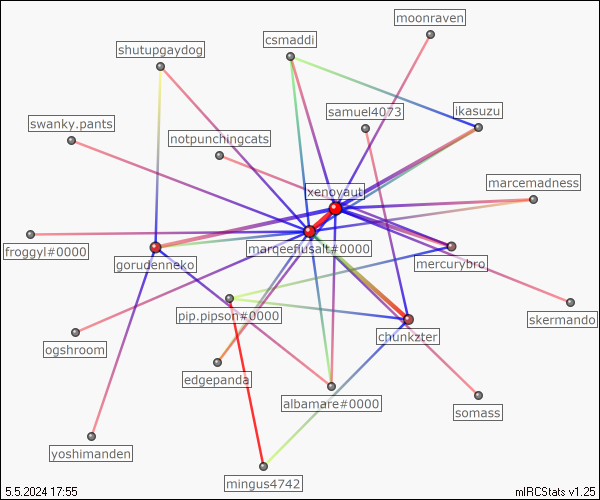 moonraven
csmaddi
shutupgaydog
samuel4073
ikasuzu
swanky.pants
notpunchingcats
xenoyaut
marcemadness
froggyl#0000
marqeeflusalt#0000
gorudenneko
mercurybro
pip.pipson#0000
skermando
chunkzter
ogshroom
edgepanda
albamare#0000
somass
yoshimanden
mingus4742
5.5.2024 17:55
mIRCStats v1.25